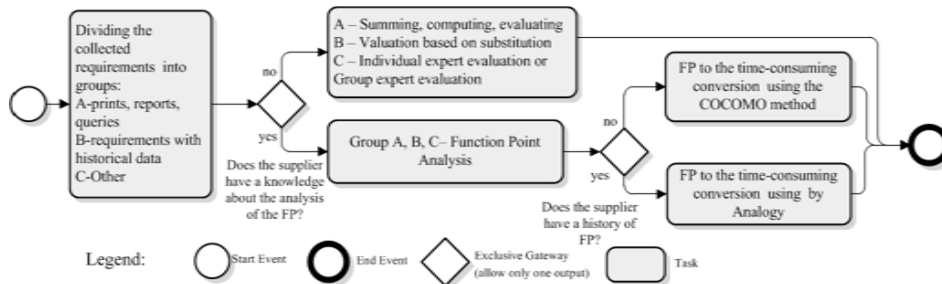 Dividing the
collected
requirements into
groups:
A-prints, reports,
queries
B-requirements with
historical data
C-Other
no
yes
Does the supplier
have a knowledge
about the analysis
of the FP?
A – Summing, computing, evaluating
B – Valuation based on substitution
C – Individual expert evaluation or
Group expert evaluation
Group A, B, C– Function Point
Analysis
no
yes
Does the supplier
have a history of
FP?
FP to the time-consuming
conversion using the
COCOMO method
FP to the time-consuming
conversion using by
Analogy
Legend:
Start Event
End Event
Exclusive Gateway
(allow only one output)
Task